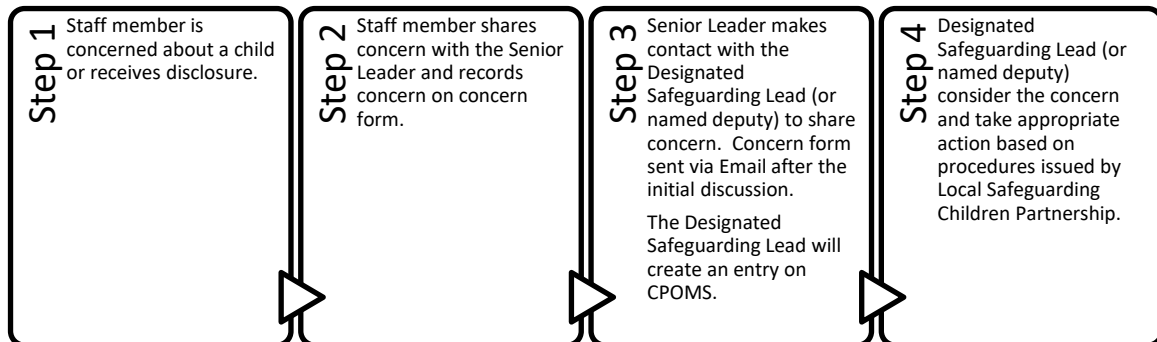 Step 1
Staff member is
concerned about a child
or receives disclosure.
Step 2
Staff member shares
concern with the Senior
Leader and records
concern on concern
form.
Step 3
Senior Leader makes
contact with the
Designated
Safeguarding Lead (or
named deputy) to share
concern.  Concern form
sent via Email after the
initial discussion.
The Designated
Safeguarding Lead will
create an entry on
CPOMS.
Step 4
Designated
Safeguarding Lead (or
named deputy)
consider the concern
and take appropriate
action based on
procedures issued by
Local Safeguarding
Children Partnership.